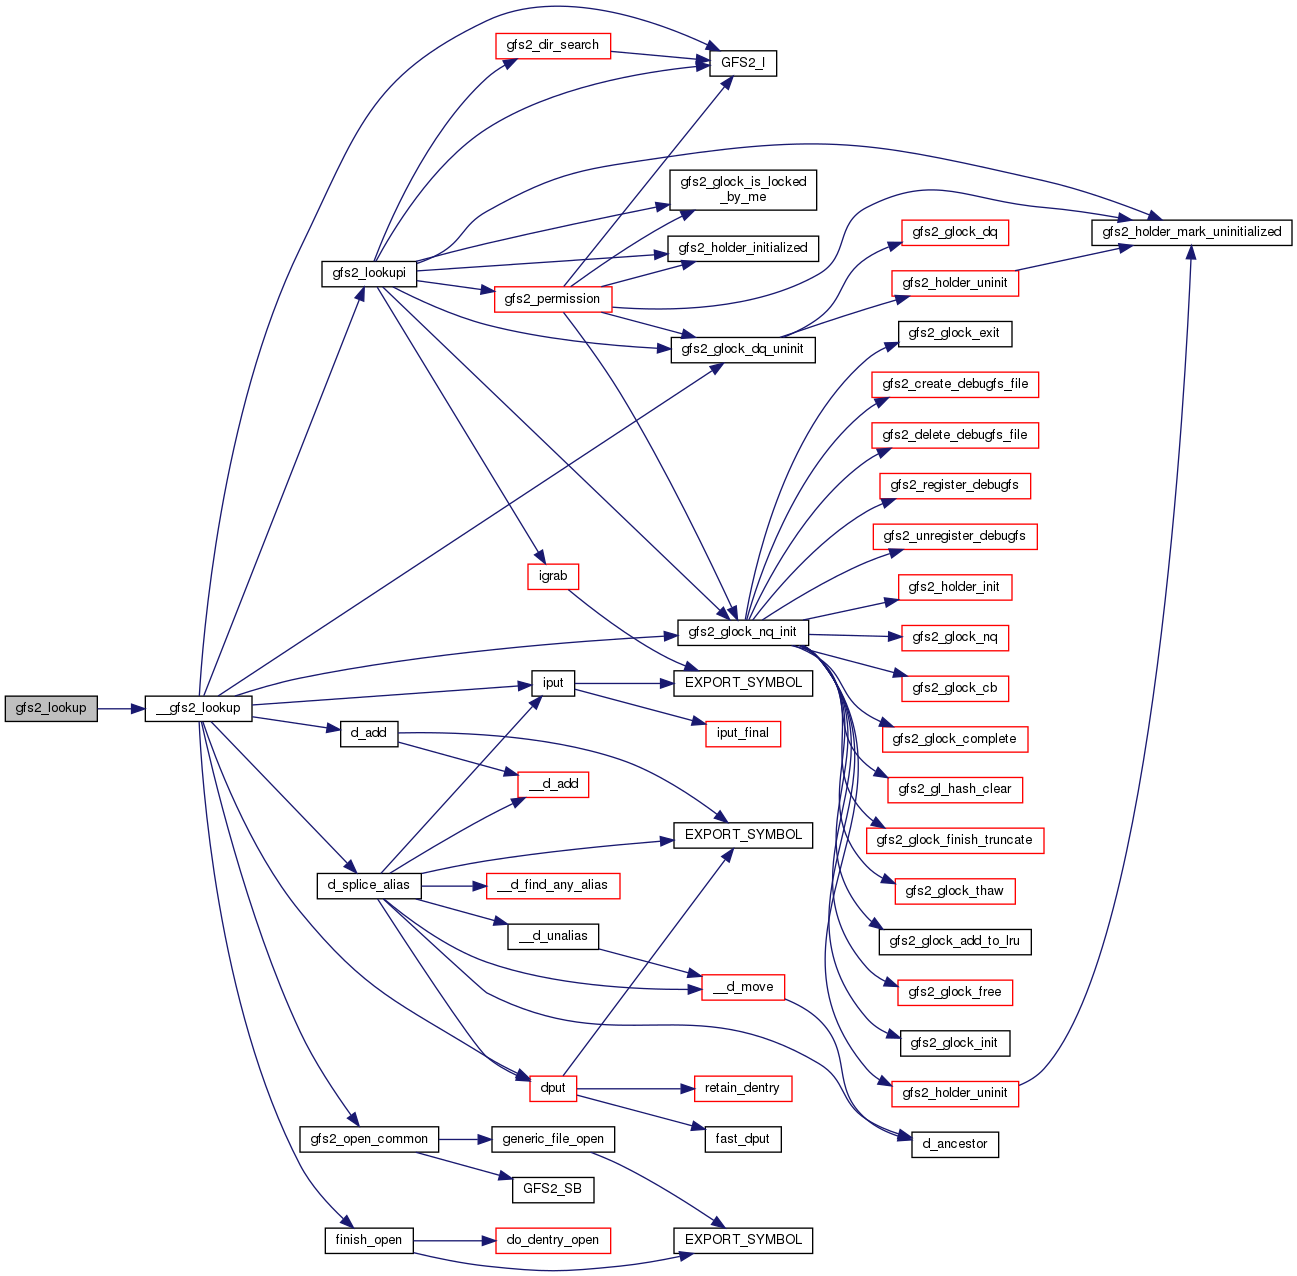 gfs2_dir_search
GFS2_I
gfs2_glock_is_locked
_by_me
gfs2_holder_mark_uninitialized
gfs2_glock_dq
gfs2_holder_initialized
gfs2_lookupi
gfs2_holder_uninit
gfs2_permission
gfs2_glock_exit
gfs2_glock_dq_uninit
gfs2_create_debugfs_file
gfs2_delete_debugfs_file
gfs2_register_debugfs
gfs2_unregister_debugfs
igrab
gfs2_holder_init
gfs2_glock_nq_init
gfs2_glock_nq
iput
EXPORT_SYMBOL
gfs2_glock_cb
gfs2_lookup
__gfs2_lookup
d_add
iput_final
gfs2_glock_complete
__d_add
gfs2_gl_hash_clear
EXPORT_SYMBOL
gfs2_glock_finish_truncate
d_splice_alias
__d_find_any_alias
gfs2_glock_thaw
__d_unalias
gfs2_glock_add_to_lru
__d_move
gfs2_glock_free
gfs2_glock_init
dput
retain_dentry
gfs2_holder_uninit
gfs2_open_common
generic_file_open
fast_dput
d_ancestor
GFS2_SB
finish_open
do_dentry_open
EXPORT_SYMBOL